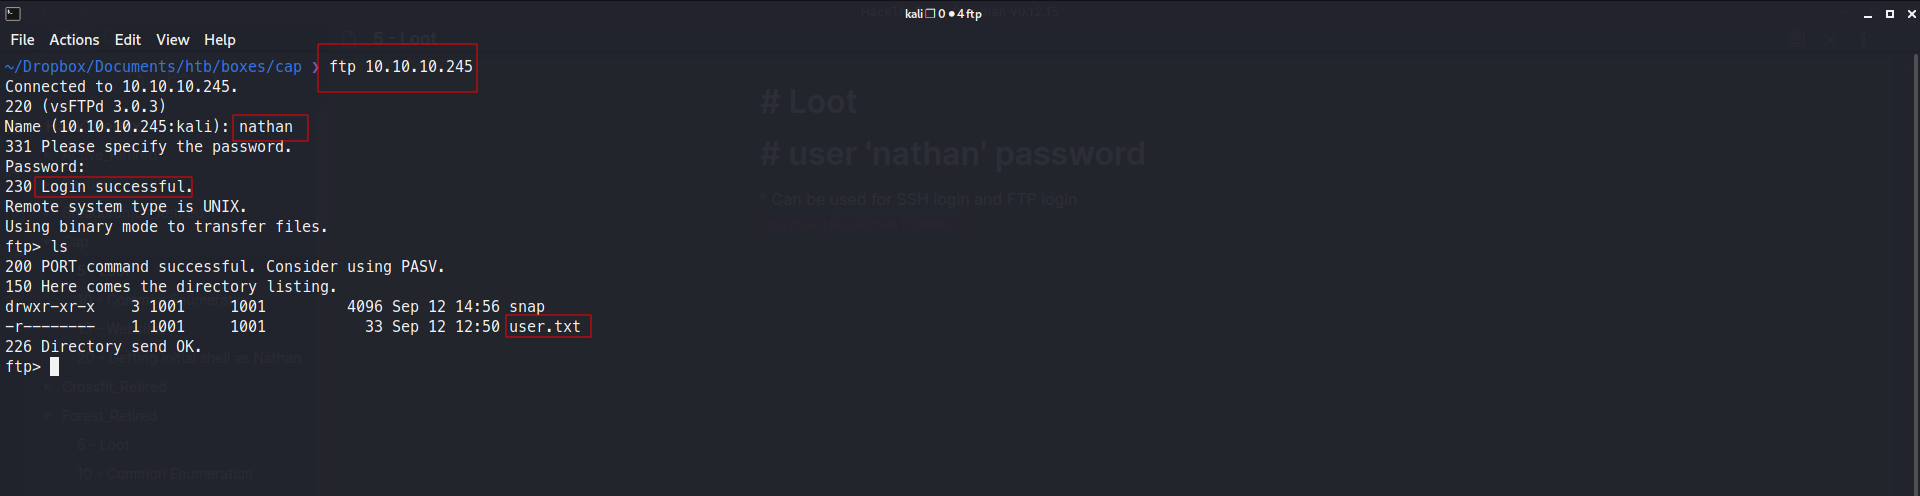 kali 0 4 ftp
File Actions Edit View Help
5 - Loot
~/Dropbox/Documents/htb/boxes/cap ❯ ftp 10.10.10.245
Connected to 10.10.10.245.
220 (vsFTPd 3.0.3)
Name (10.10.10.245:kali): nathan
331 Please specify the password.
Password:
230 Login successful.
Remote system type is UNIX.
Using binary mode to transfer files.
ftp> ls
200 PORT command successful. Consider using PASV.
150 Here comes the directory listing.
drwxr-xr-x    3 1001     1001         4096 Sep 12 14:56 snap
-r--------    1 1001     1001           33 Sep 12 12:50 user.txt
226 Directory send OK.
ftp>
# Loot
# user 'nathan' password
* Can be used for SSH login and FTP login
Crossfit_Retired
Forest_Retired
5 - Loot
10 - Common Enumeration